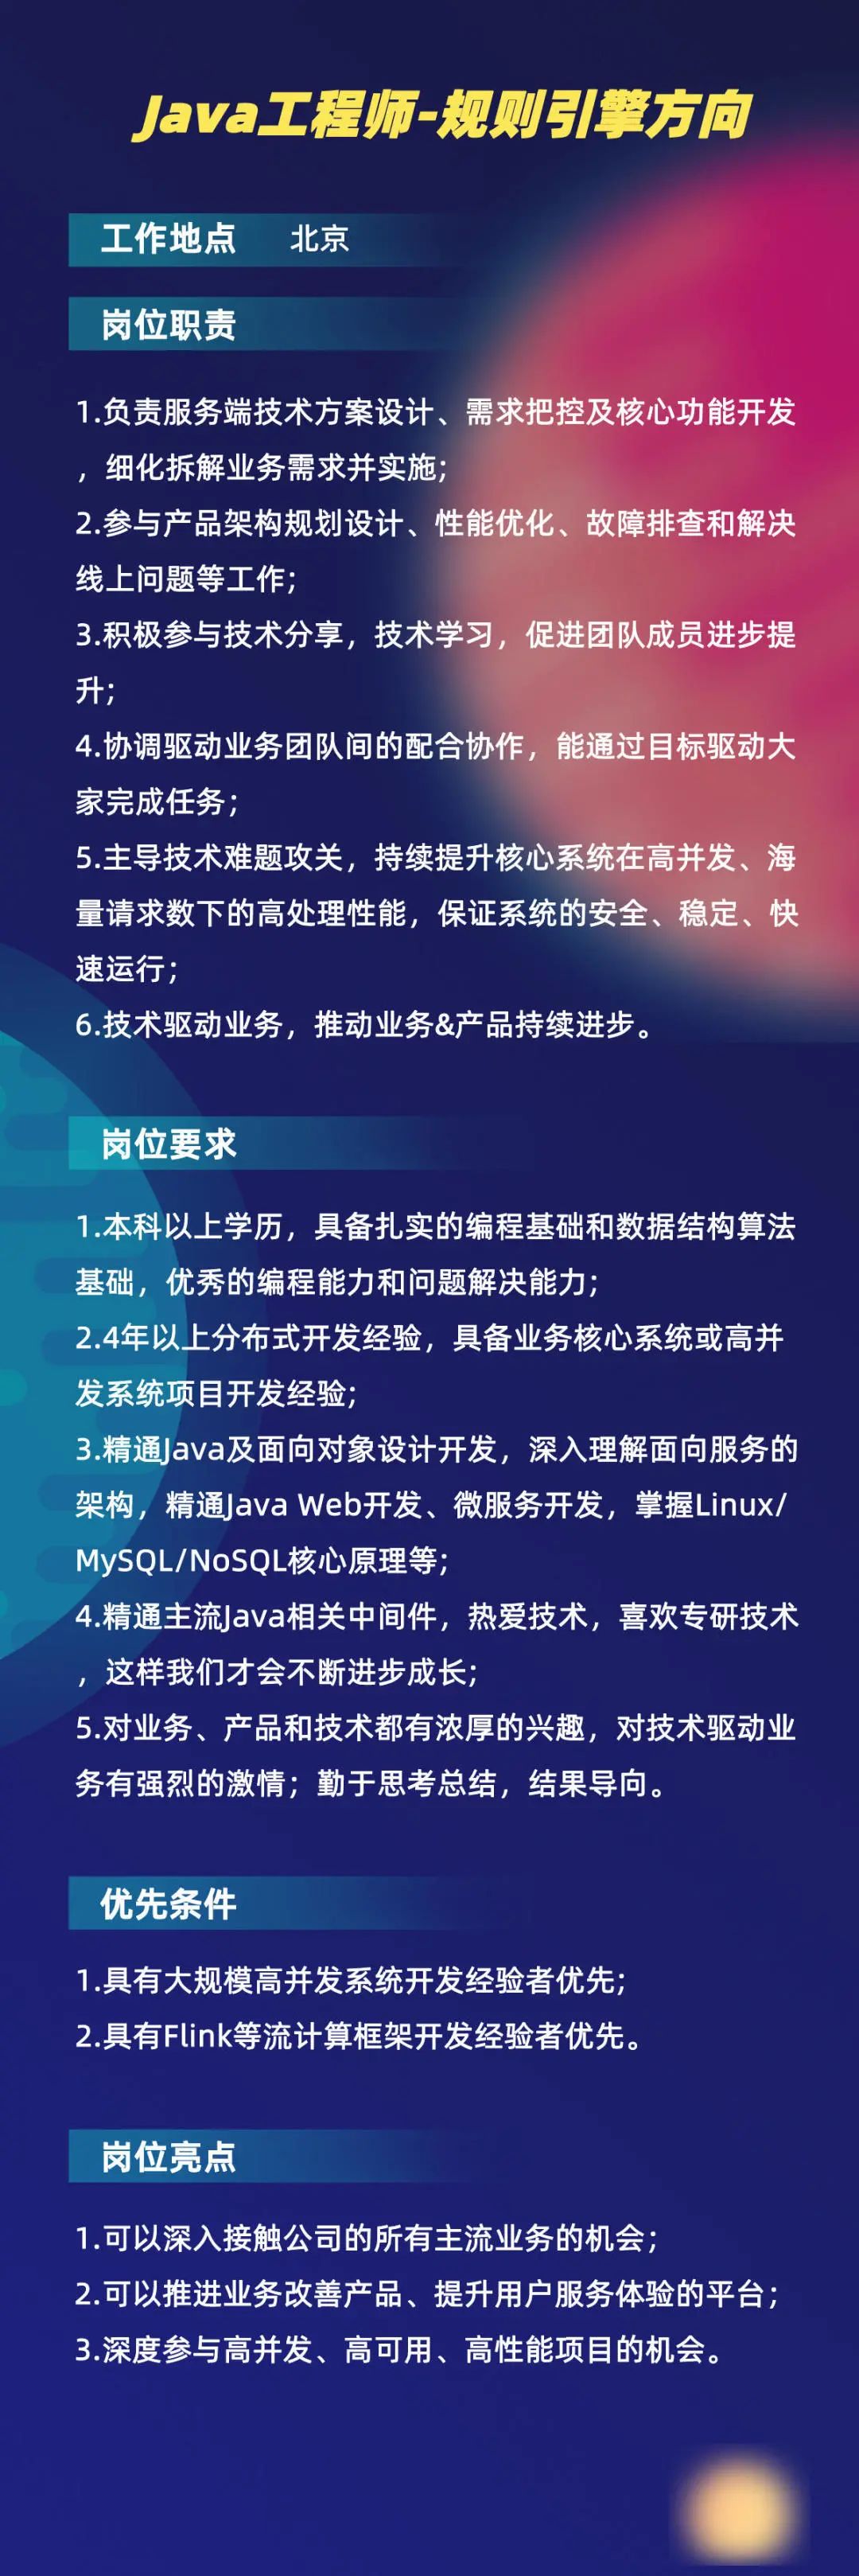 Java工程师-规则引擎方向
工作地点 北京
岗位职责
1.负责服务端技术方案设计、需求把控及核心功能开发
，细化拆解业务需求并实施；
2.参与产品架构规划设计、性能优化、故障排查和解决
线上问题等工作；
3.积极参与技术分享，技术学习，促进团队成员进步提
升；
4.协调驱动业务团队间的配合协作，能通过目标驱动大
家完成任务；
5.主导技术难题攻关，持续提升核心系统在高并发、海
量请求数下的高处理性能，保证系统的安全、稳定、快
速运行；
6.技术驱动业务，推动业务&产品持续进步。
岗位要求
1.本科以上学历，具备扎实的编程基础和数据结构算法
基础，优秀的编程能力和问题解决能力；
2.4年以上分布式开发经验，具备业务核心系统或高并
发系统项目开发经验；
3.精通Java及面向对象设计开发，深入理解面向服务的
架构，精通Java Web开发、微服务开发，掌握Linux/
MySQL/NoSQL核心原理等；
4.精通主流Java相关中间件，热爱技术，喜欢专研技术
，这样我们才会不断进步成长；
5.对业务、产品和技术都有浓厚的兴趣，对技术驱动业
务有强烈的激情；勤于思考总结，结果导向。
优先条件
1.具有大规模高并发系统开发经验者优先；
2.具有Flink等流计算框架开发经验者优先。
岗位亮点
1.可以深入接触公司的所有主流业务的机会；
2.可以推进业务改善产品、提升用户服务体验的平台；
3.深度参与高并发、高可用、高性能项目的机会。